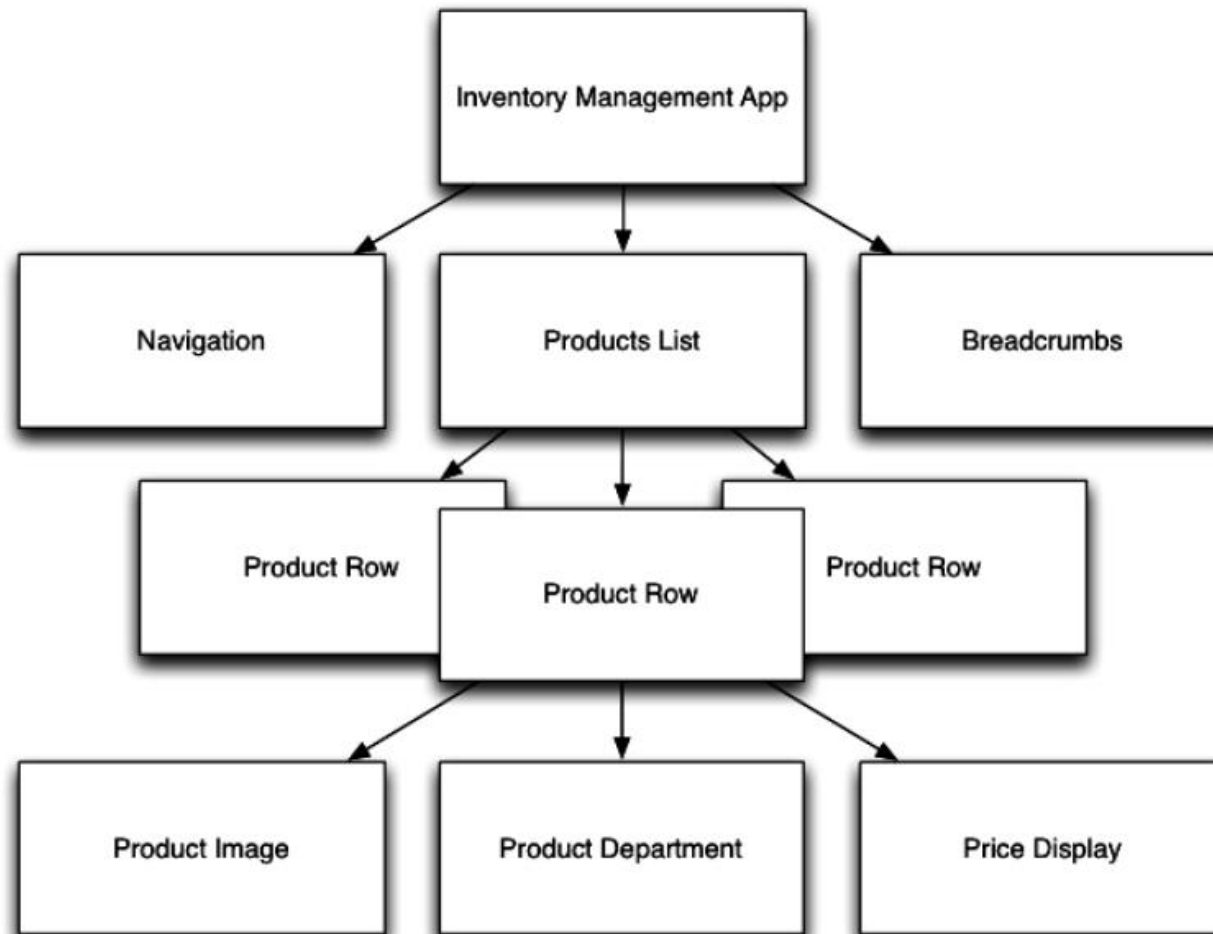 Inventory Management App
Navigation
Products List
Breadcrumbs
Product Row
Product Row
Product Row
Product Image
Product Department
Price Display